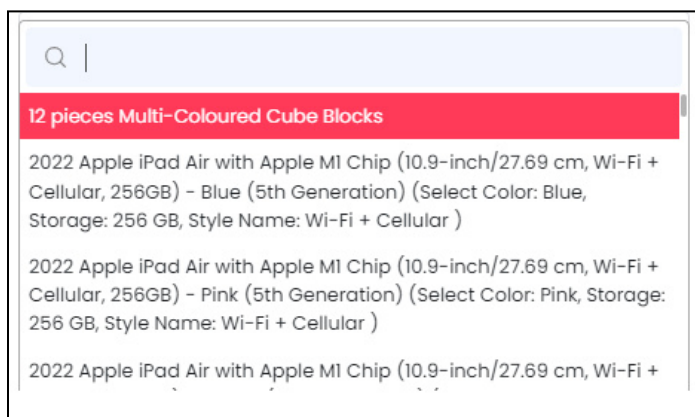 12 pieces Multi-Coloured Cube Blocks
2022 Apple iPad Air with Apple M1 Chip (10.9-inch/27.69 cm, Wi-Fi +
Cellular, 256GB) - Blue (5th Generation) (Select Color: Blue,
Storage: 256 GB, Style Name: Wi-Fi + Cellular )
2022 Apple iPad Air with Apple M1 Chip (10.9-inch/27.69 cm, Wi-Fi +
Cellular, 256GB) - Pink (5th Generation) (Select Color: Pink, Storage:
256 GB, Style Name: Wi-Fi + Cellular )
2022 Apple iPad Air with Apple M1 Chip (10.9-inch/27.69 cm, Wi-Fi +